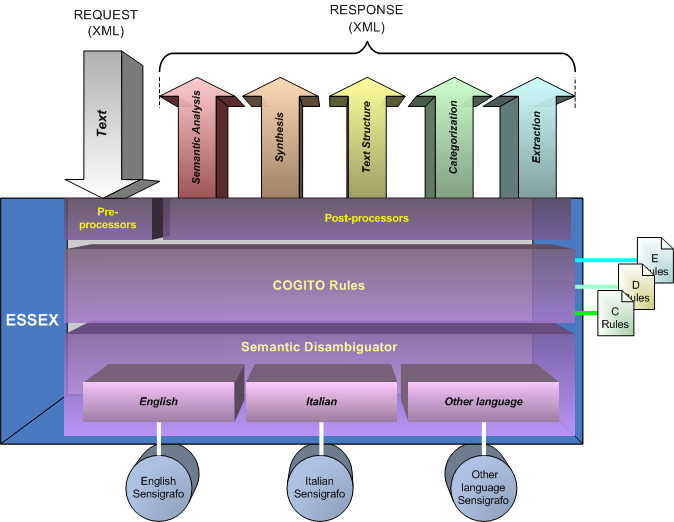 REQUEST
(XML)
RESPONSE
(XML)
Text
Semantic Analysis
Synthesis
Text Structure
Categorization
Extraction
Pre-
processors
Post-processors
ESSEX
COGITO Rules
E
Rules
D
Rules
C
Rules
Semantic Disambiguator
English
Italian
Other language
English
Sensigrafo
Italian
Sensigrafo
Other
language
Sensigrafo